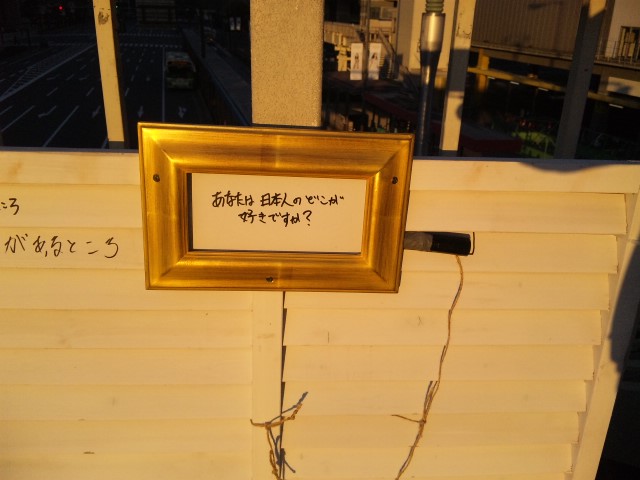 あなたは日本人のどこが
好きですか?
ころ
があるところ